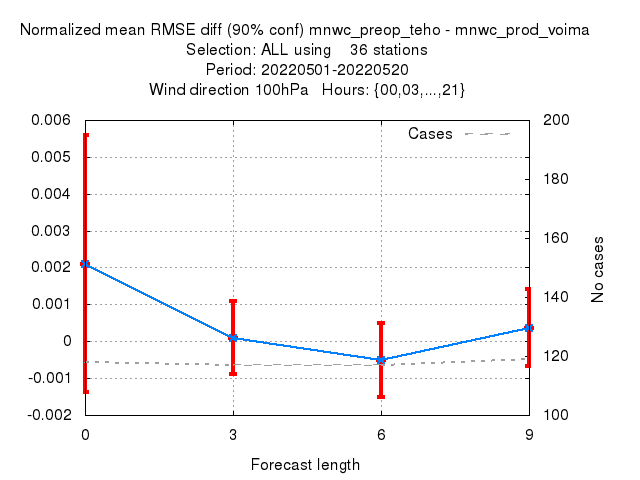 Normalized mean RMSE diff (90% conf) mnwc_preop_teho - mnwc_prod_voima
Selection: ALL using    36 stations
Period: 20220501-20220520
Wind direction 100hPa   Hours: {00,03,...,21}
Cases
0.006
0.005
0.004
0.003
0.002
0.001
0
-0.001
-0.002
200
180
160
140
120
100
No cases
0 3 6 9
Forecast length